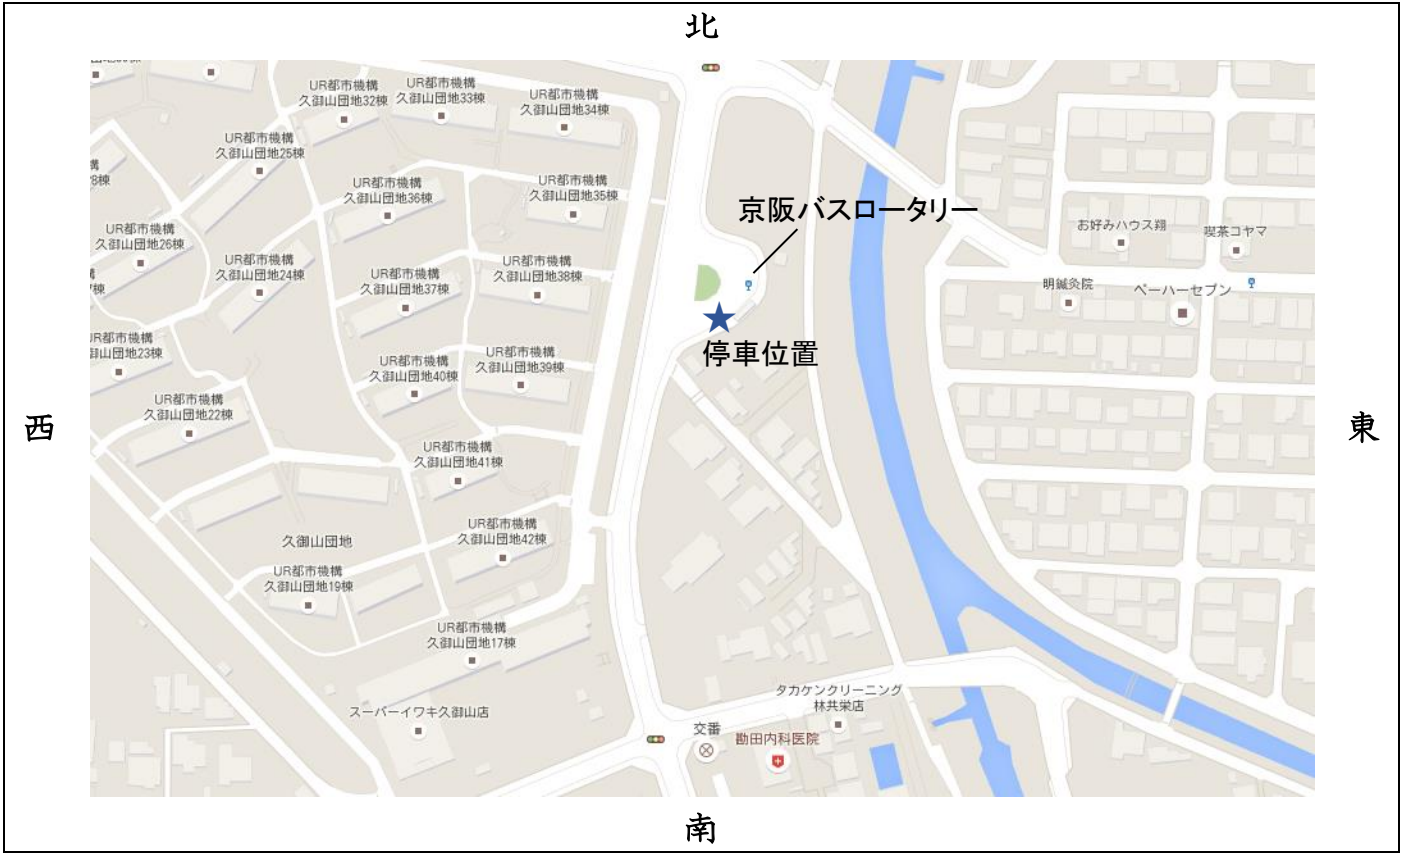 北
UR都市機構
久御山団地32棟
UR都市機構
久御山団地33棟
UR都市機構
久御山団地34棟
UR都市機構
久御山団地25棟
UR都市機構
久御山団地36棟
UR都市機構
久御山団地35棟
京阪バスロータリー
UR都市機構
久御山団地26棟
UR都市機構
久御山団地24棟
UR都市機構
久御山団地37棟
UR都市機構
久御山団地38棟
お好みハウス翔
喫茶コヤマ
明鍼灸院
ペーハーセブン
UR都市機構
御山団地23棟
UR都市機構
久御山団地40棟
UR都市機構
久御山団地39棟
停車位置
西
東
UR都市機構
久御山団地22棟
UR都市機構
久御山団地41棟
UR都市機構
久御山団地42棟
久御山団地
UR都市機構
久御山団地19棟
UR都市機構
久御山団地17棟
スーパーイワキ久御山店
タカケンクリーニング
林共栄店
交番
勘田内科医院
南